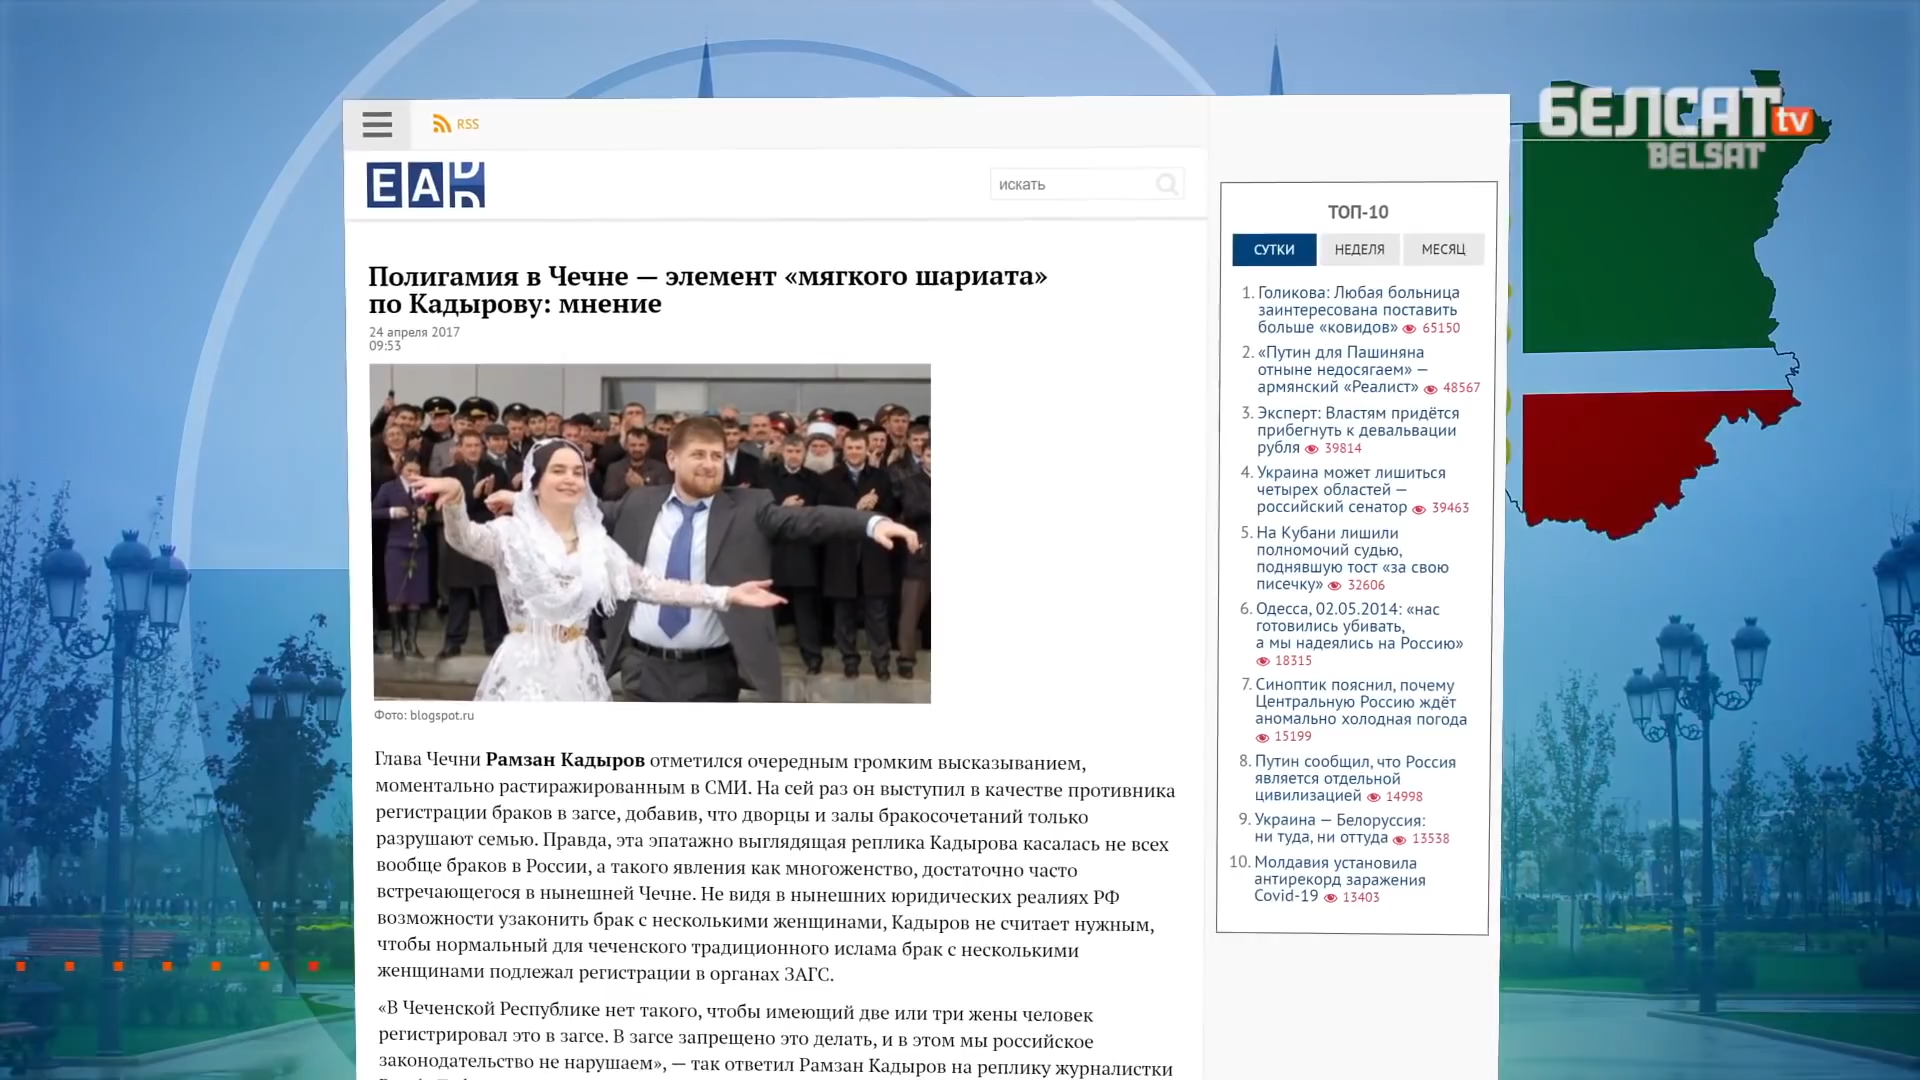 БЕЛСАТ tv
BELSAT
RSS
EAD
искать
Полигамия в Чечне — элемент «мягкого шариата»
по Кадырову: мнение
24 апреля 2017
09:53
Фото: blogspot.ru
Глава Чечни Рамзан Кадыров отметился очередным громким высказыванием,
моментально растиражированным в СМИ. На сей раз он выступил в качестве противника
регистрации браков в загсе, добавив, что дворцы и залы бракосочетаний только
разрушают семью. Правда, эта эпатажно выглядящая реплика Кадырова касалась не всех
вообще браков в России, а такого явления как многоженство, достаточно часто
встречающегося в нынешней Чечне. Не видя в нынешних юридических реалиях РФ
возможности узаконить брак с несколькими женщинами, Кадыров не считает нужным,
чтобы нормальный для чеченского традиционного ислама брак с несколькими
женщинами подлежал регистрации в органах ЗАГС.
«В Чеченской Республике нет такого, чтобы имеющий две или три жены человек
регистрировал это в загсе. В загсе запрещено это делать, и в этом мы российское
законодательство не нарушаем», — так ответил Рамзан Кадыров на реплику журналистки
ТОП-10
СУТКИ НЕДЕЛЯ МЕСЯЦ
1. Голикова: Любая больница
заинтересована поставить
больше «ковидов» 65150
2. «Путин для Пашиняна
отныне недосягаем» —
армянский «Реалист» 48567
3. Эксперт: Властям придётся
прибегнуть к девальвации
рубля 39814
4. Украина может лишиться
четырех областей —
российский сенатор 39463
5. На Кубани лишили
полномочий судью,
поднявшую тост «за свою
писечку» 32606
6. Одесса, 02.05.2014: «нас
готовились убивать,
а мы надеялись на Россию»
18315
7. Синоптик пояснил, почему
Центральную Россию ждёт
аномально холодная погода
15199
8. Путин сообщил, что Россия
является отдельной
цивилизацией 14998
9. Украина — Белоруссия:
ни туда, ни оттуда 13538
10. Молдавия установила
антирекорд заражения
Covid-19 13403